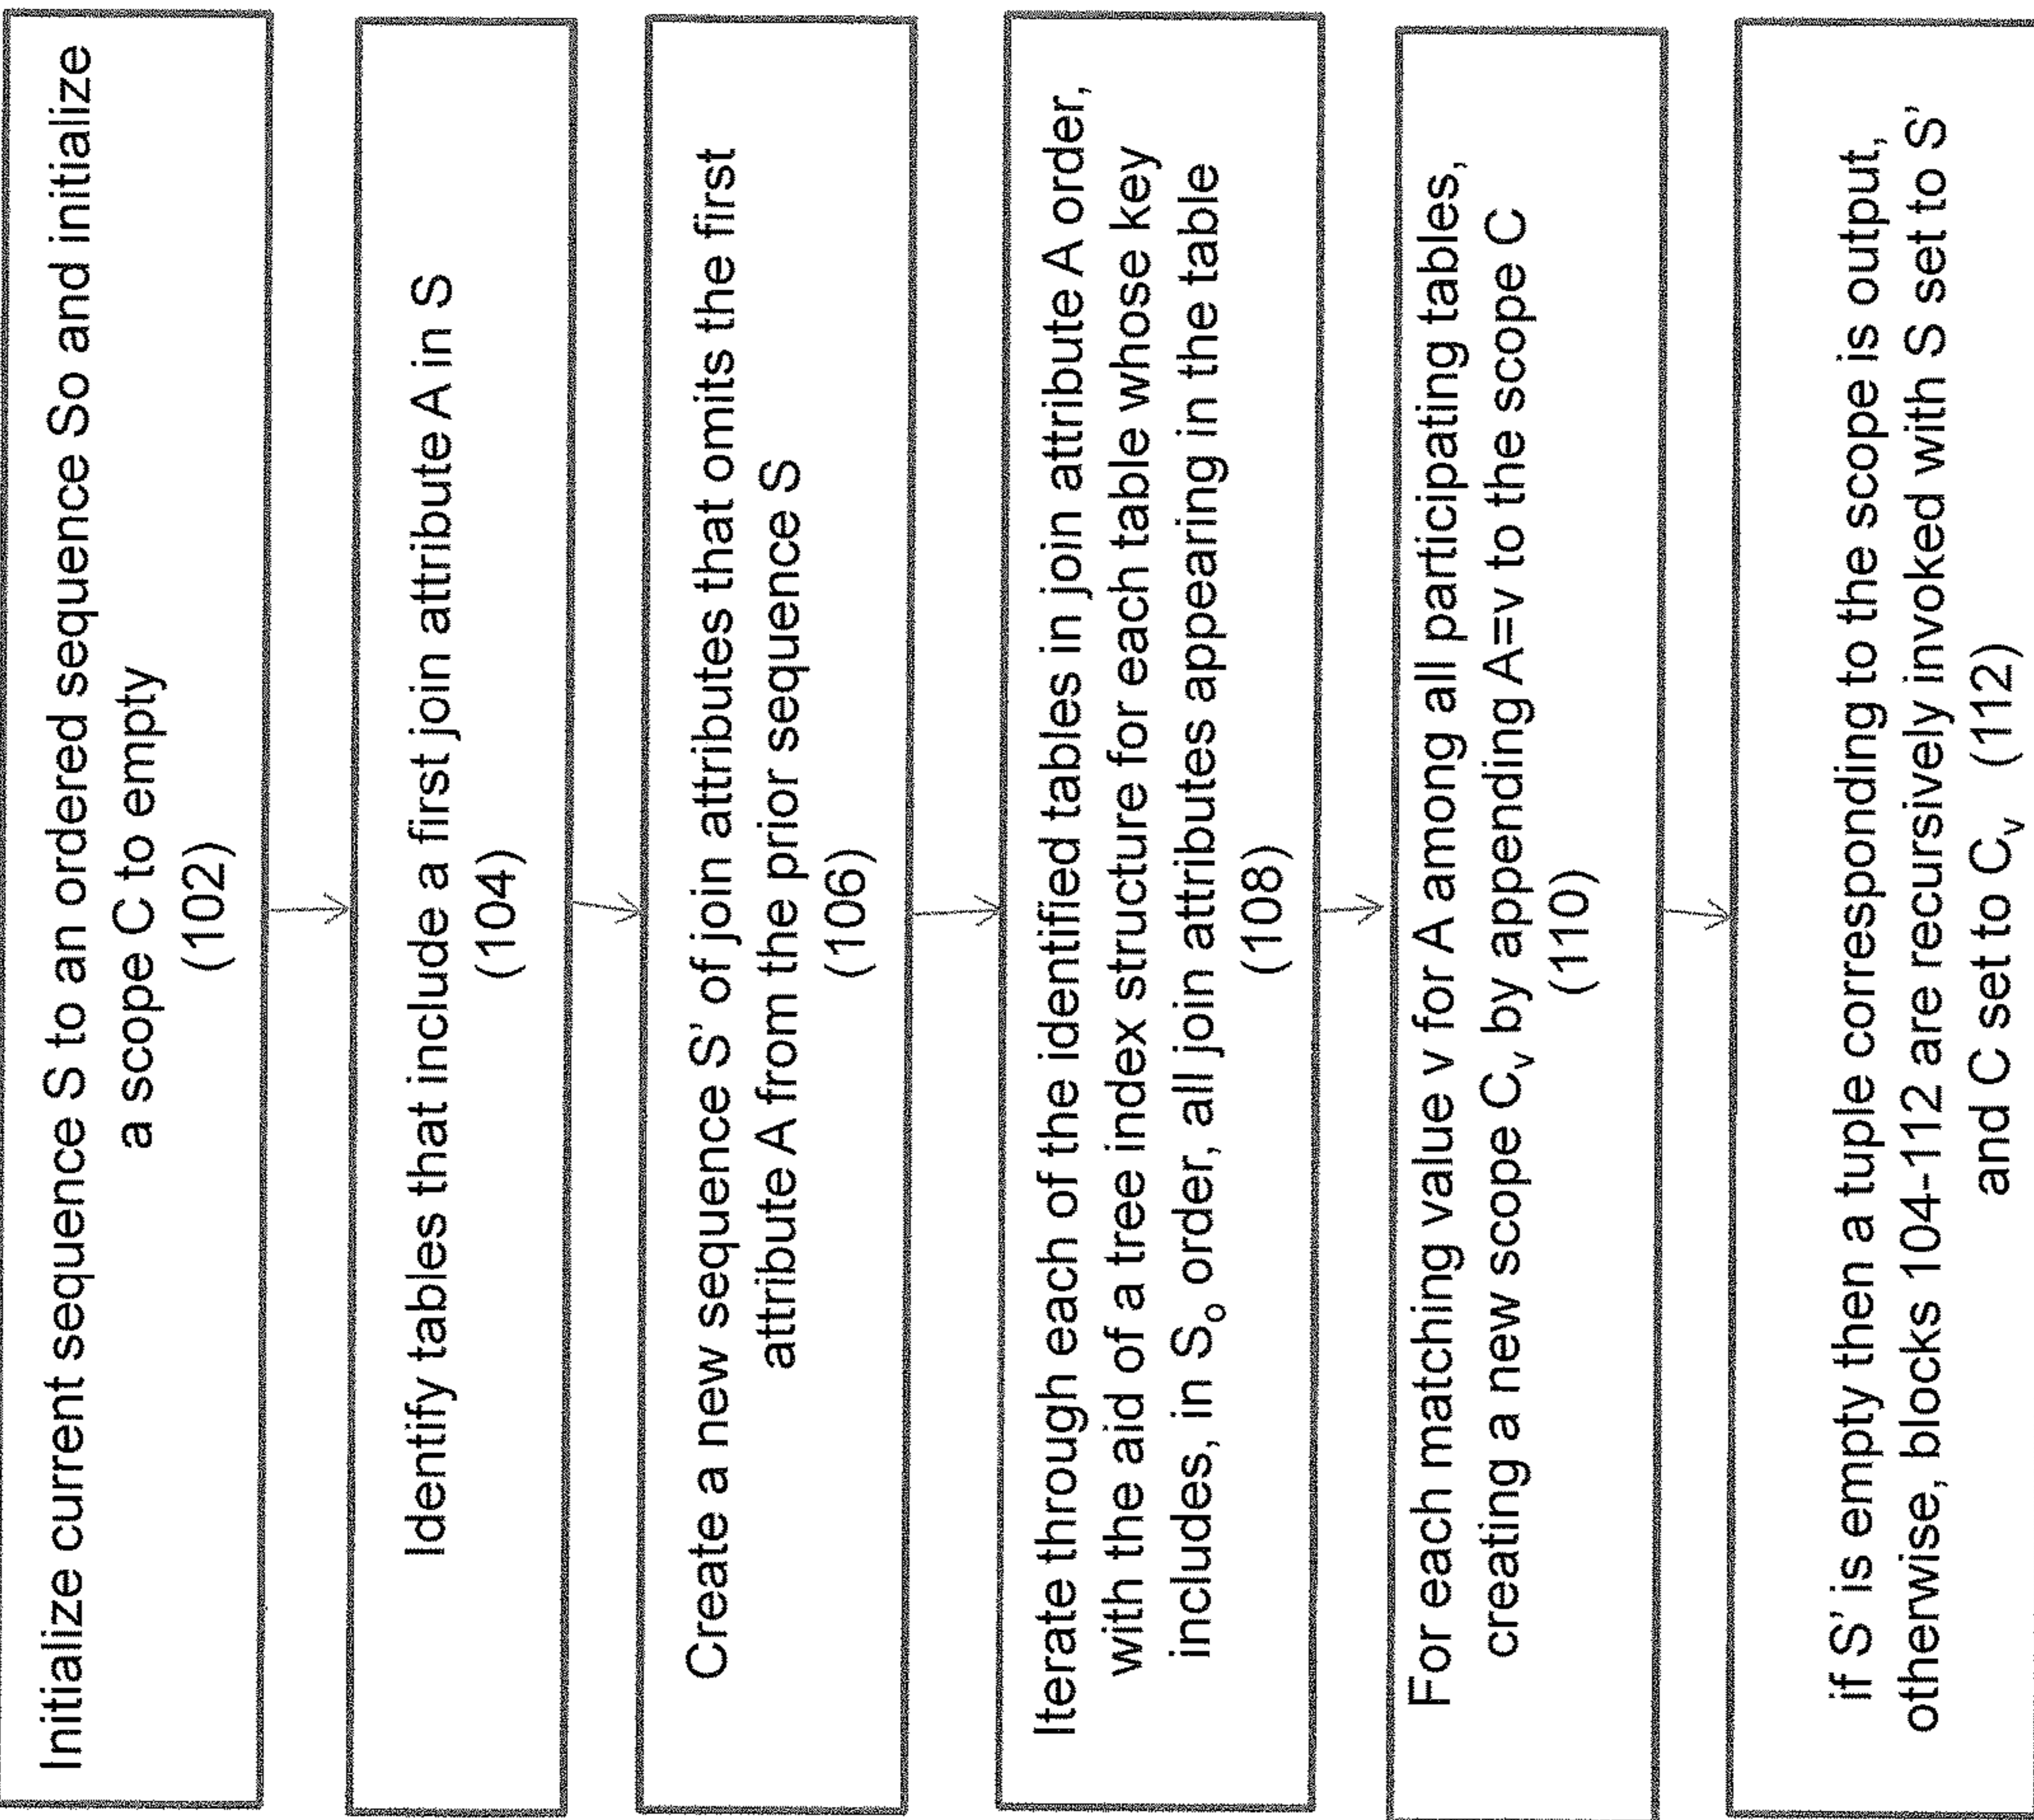 Initialize current sequence S to an ordered sequence So and initialize
a scope C to empty
(102)
Identify tables that include a first join attribute A in S
(104)
Create a new sequence S' of join attributes that omits the first
attribute A from the prior sequence S
(106)
Iterate through each of the identified tables in join attribute A order,
with the aid of a tree index structure for each table whose key
includes, in Sₒ order, all join attributes appearing in the table
(108)
For each matching value v for A among all participating tables,
creating a new scope Cᵥ by appending A=v to the scope C
(110)
if S' is empty then a tuple corresponding to the scope is output,
otherwise, blocks 104-112 are recursively invoked with S set to S'
and C set to Cᵥ (112)